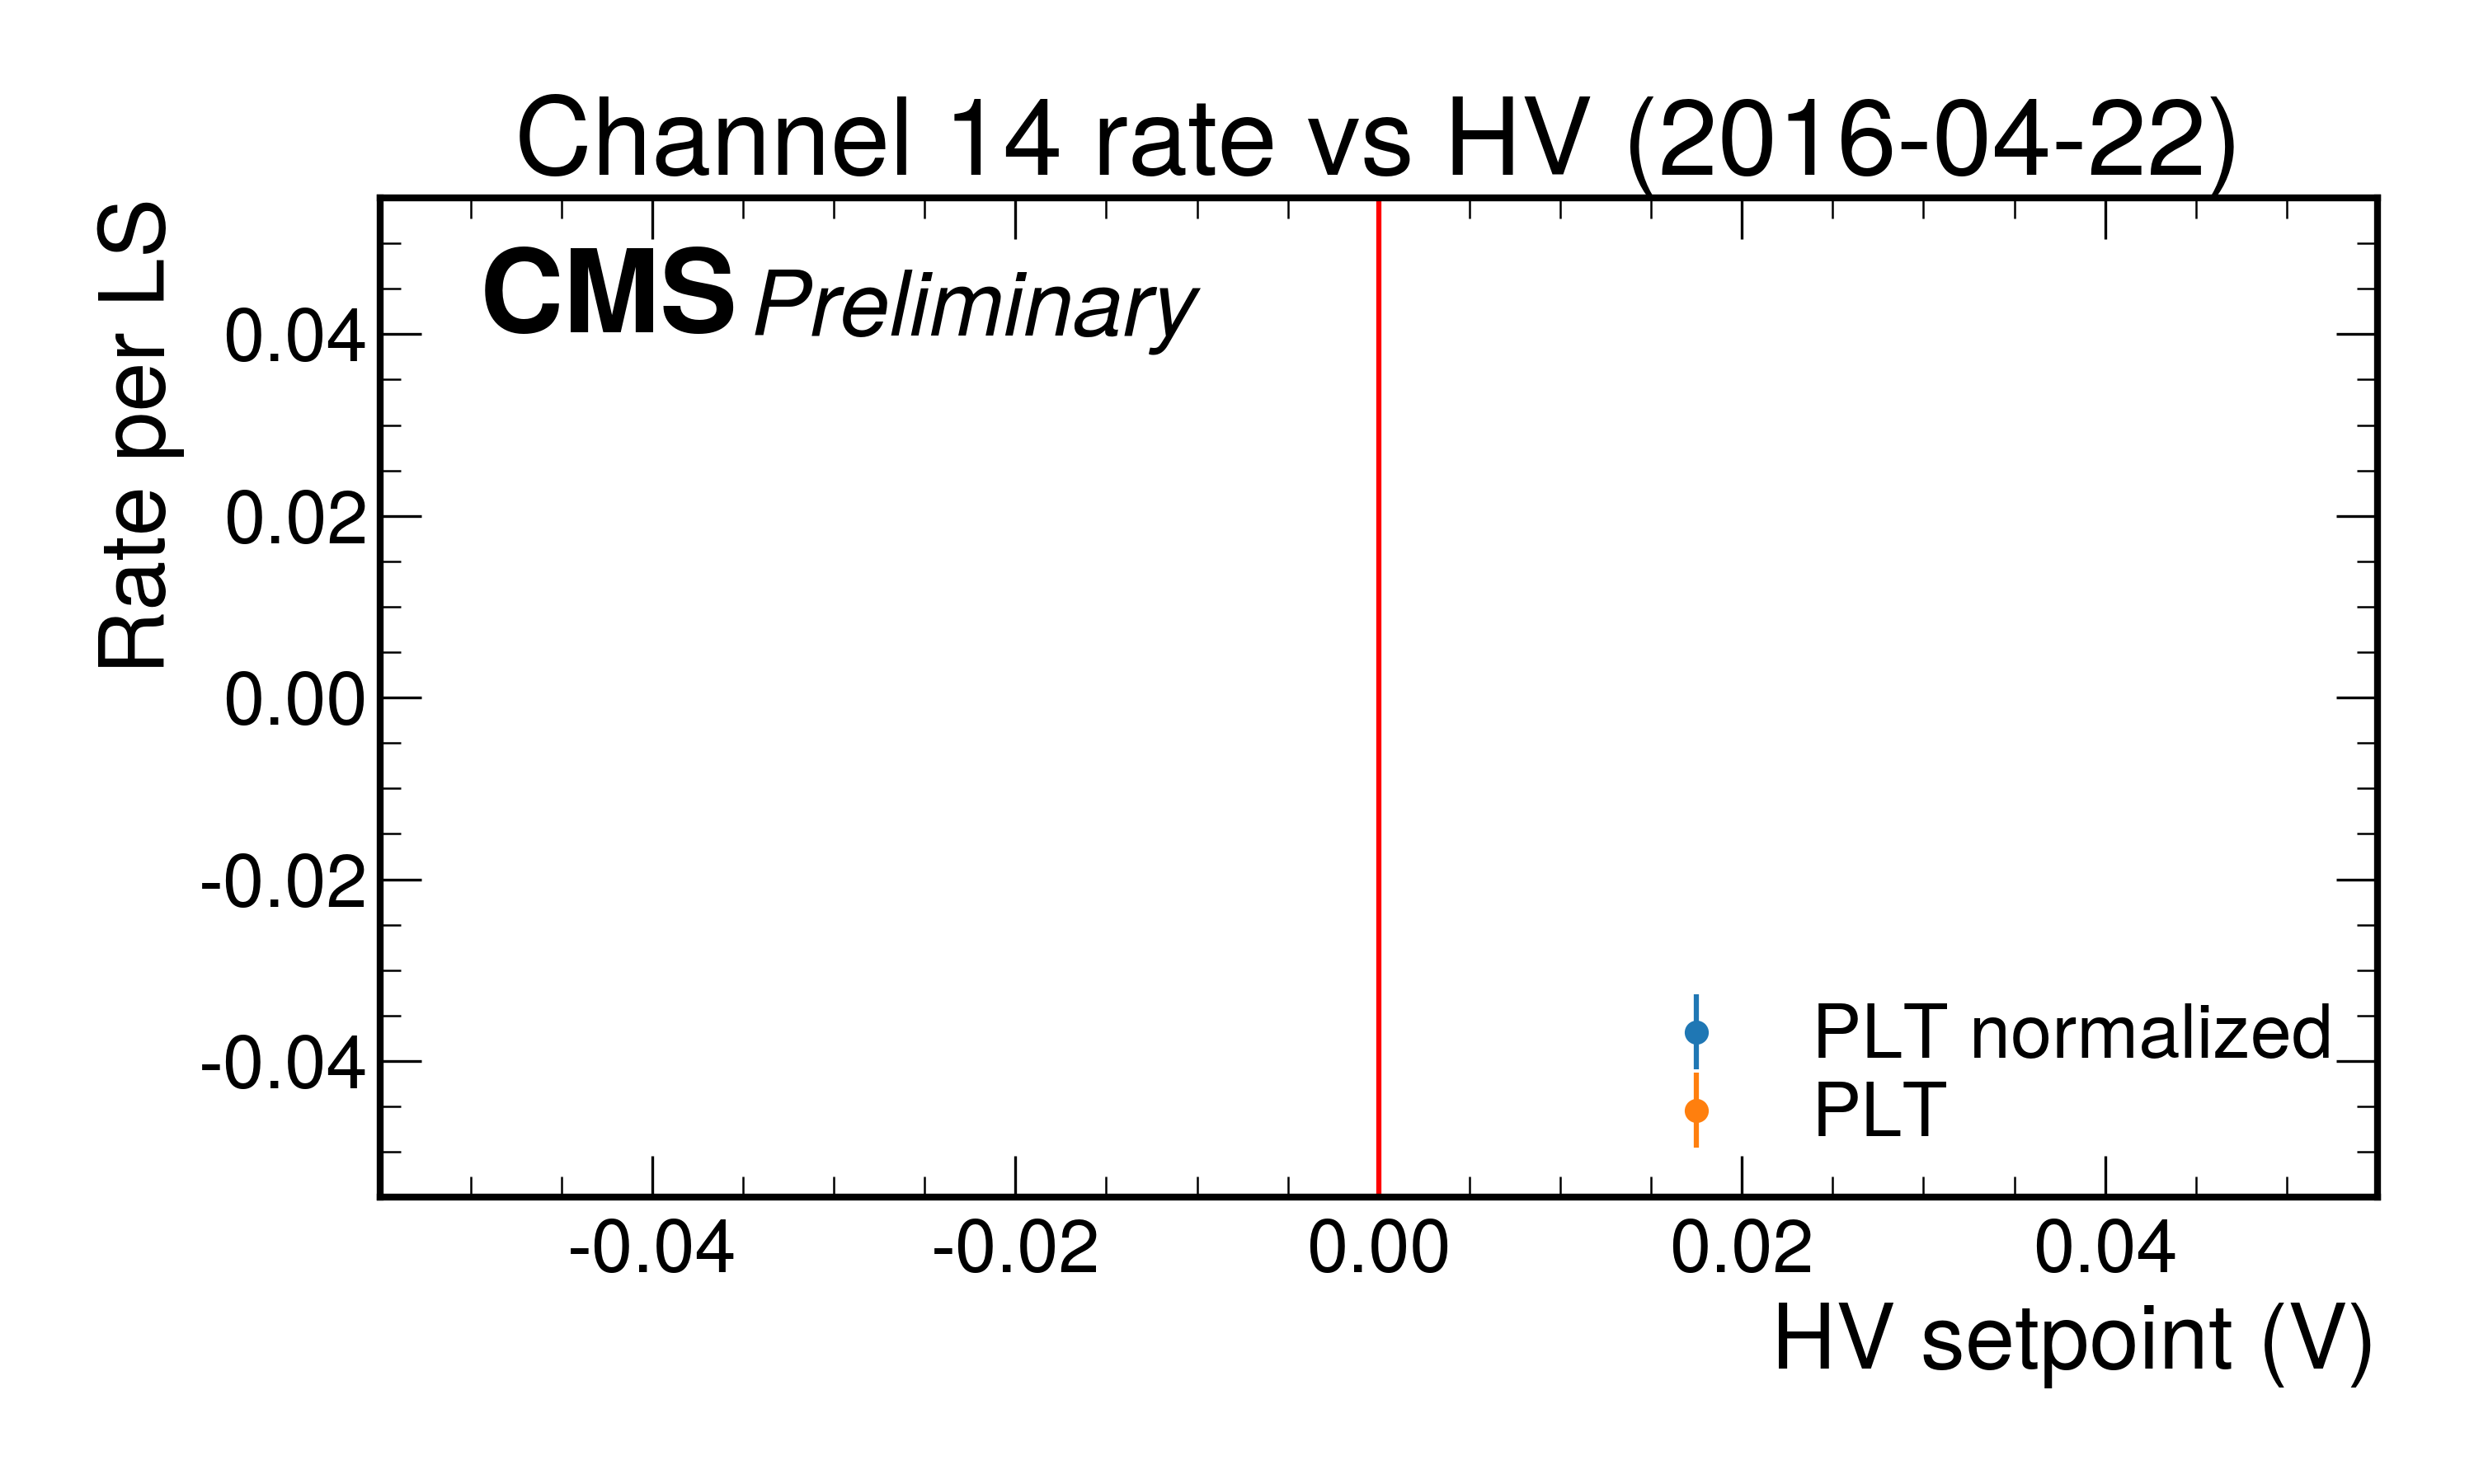 Channel 14 rate vs HV (2016-04-22)
CMS Preliminary
Rate per LS
0.04
0.02
0.00
-0.02
-0.04
PLT normalized
PLT
-0.04 -0.02 0.00 0.02 0.04
HV setpoint (V)